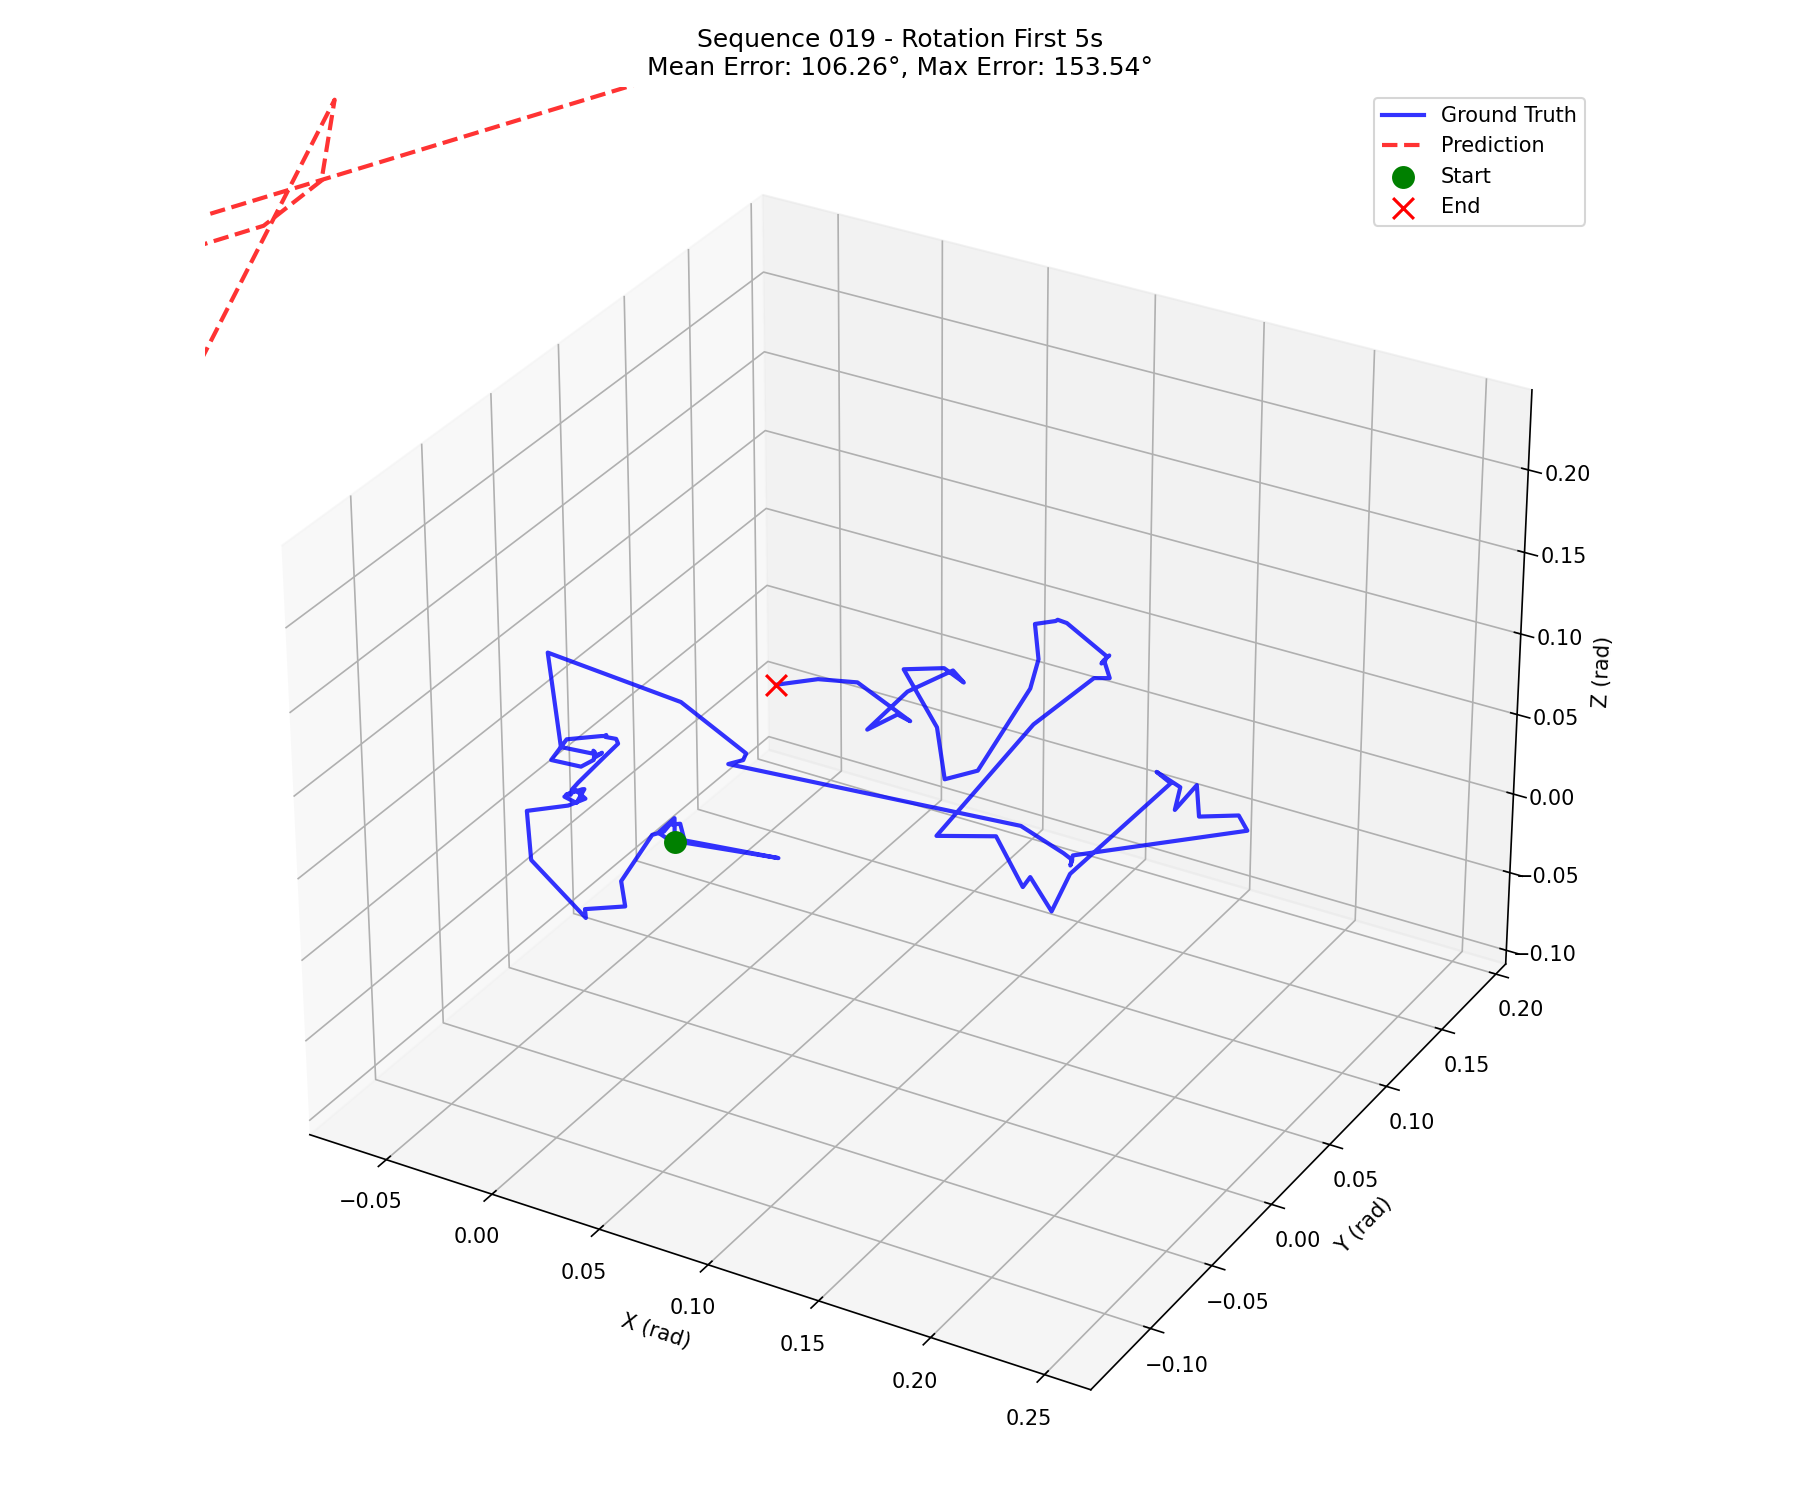 Sequence 019 - Rotation First 5s
Mean Error: 106.26°, Max Error: 153.54°
Ground Truth
Prediction
Start
End
0.20
0.15
0.10
0.05
0.00
−0.05
−0.10
Z (rad)
0.20
0.15
0.10
0.05
0.00
−0.05
−0.10
Y (rad)
−0.05
0.00
0.05
0.10
0.15
0.20
0.25
X (rad)